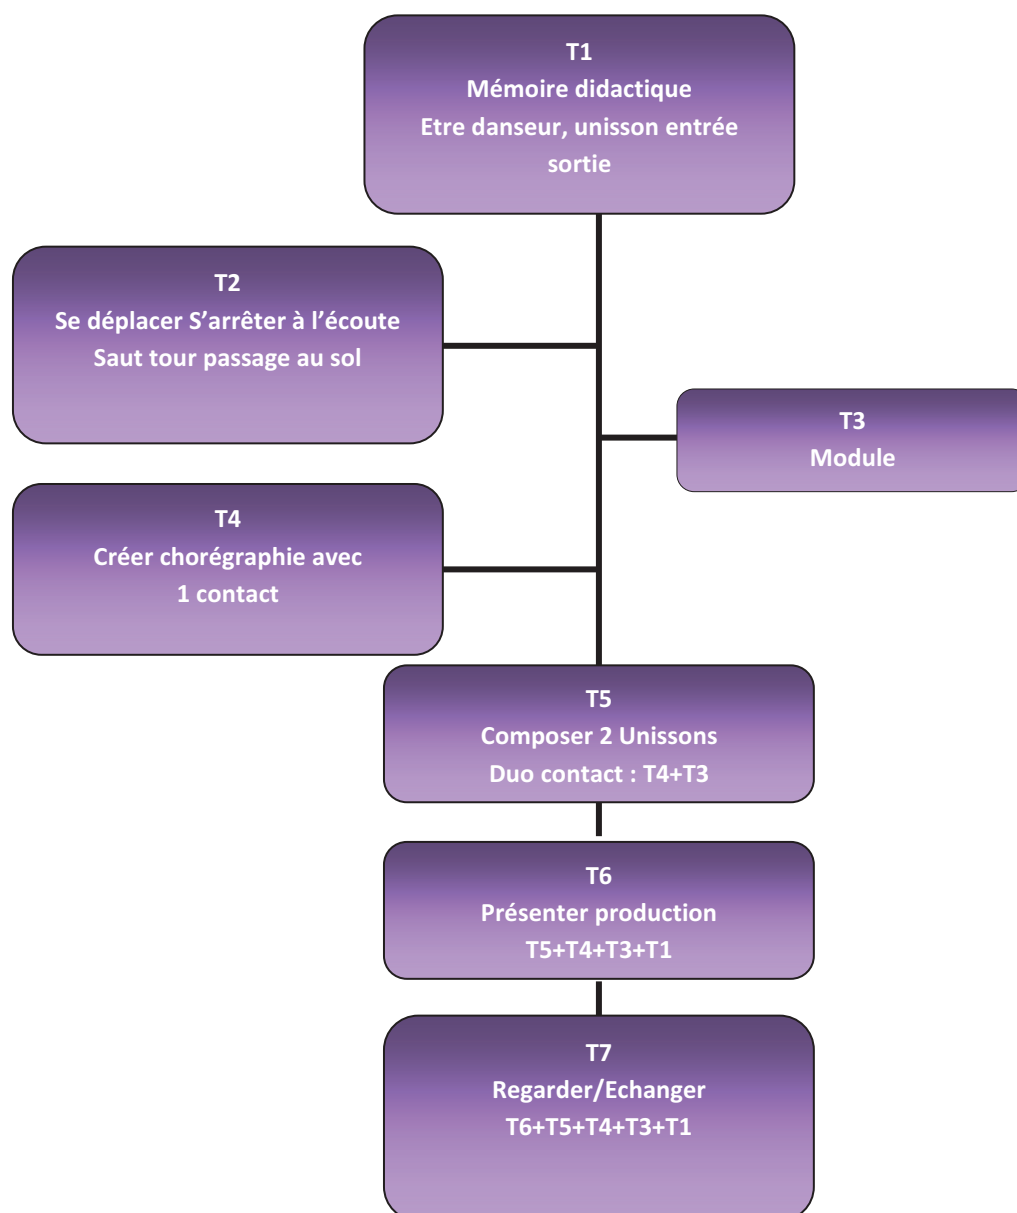 T1
Mémoire didactique
Etre danseur, unisson entrée
sortie
T2
Se déplacer S’arrêter à l’écoute
Saut tour passage au sol
T3
Module
T4
Créer chorégraphie avec
1 contact
T5
Composer 2 Unissons
Duo contact : T4+T3
T6
Présenter production
T5+T4+T3+T1
T7
Regarder/Echanger
T6+T5+T4+T3+T1